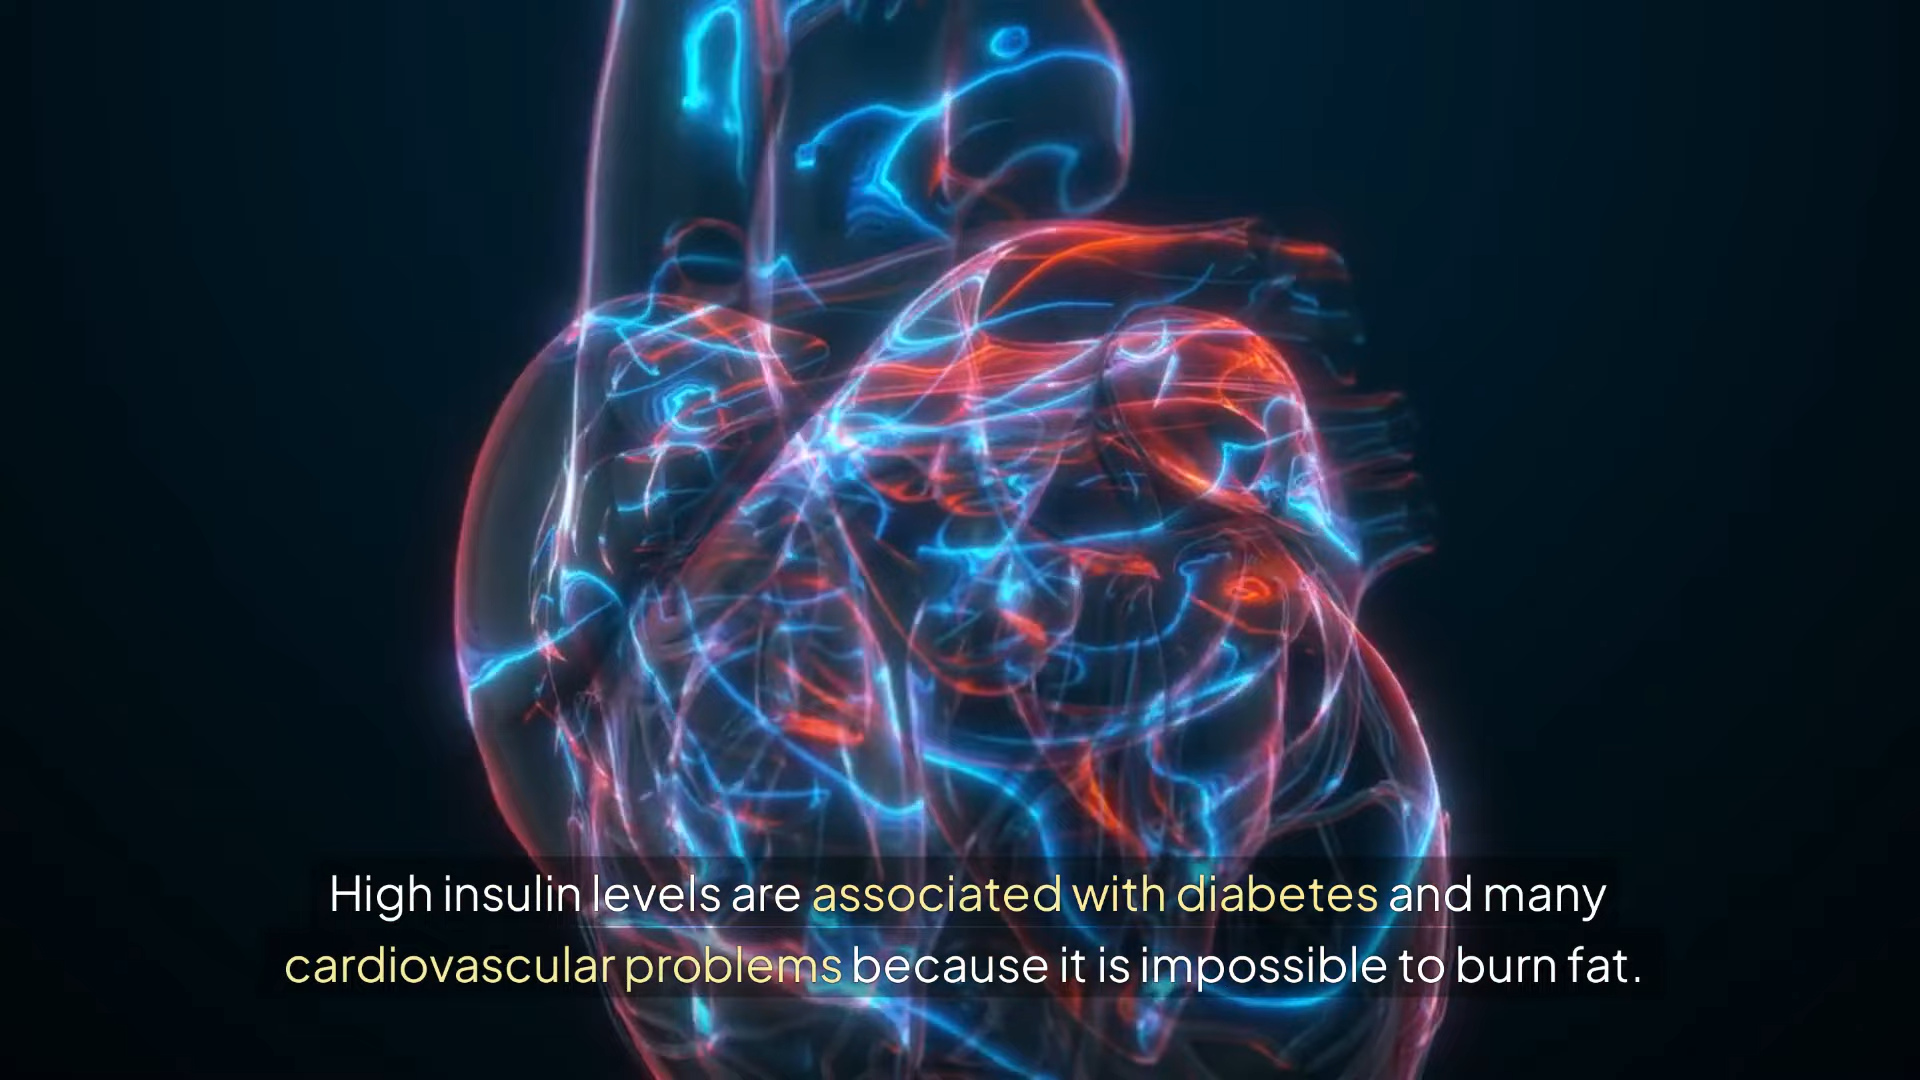 High insulin levels are associated with diabetes and many
cardiovascular problems because it is impossible to burn fat.